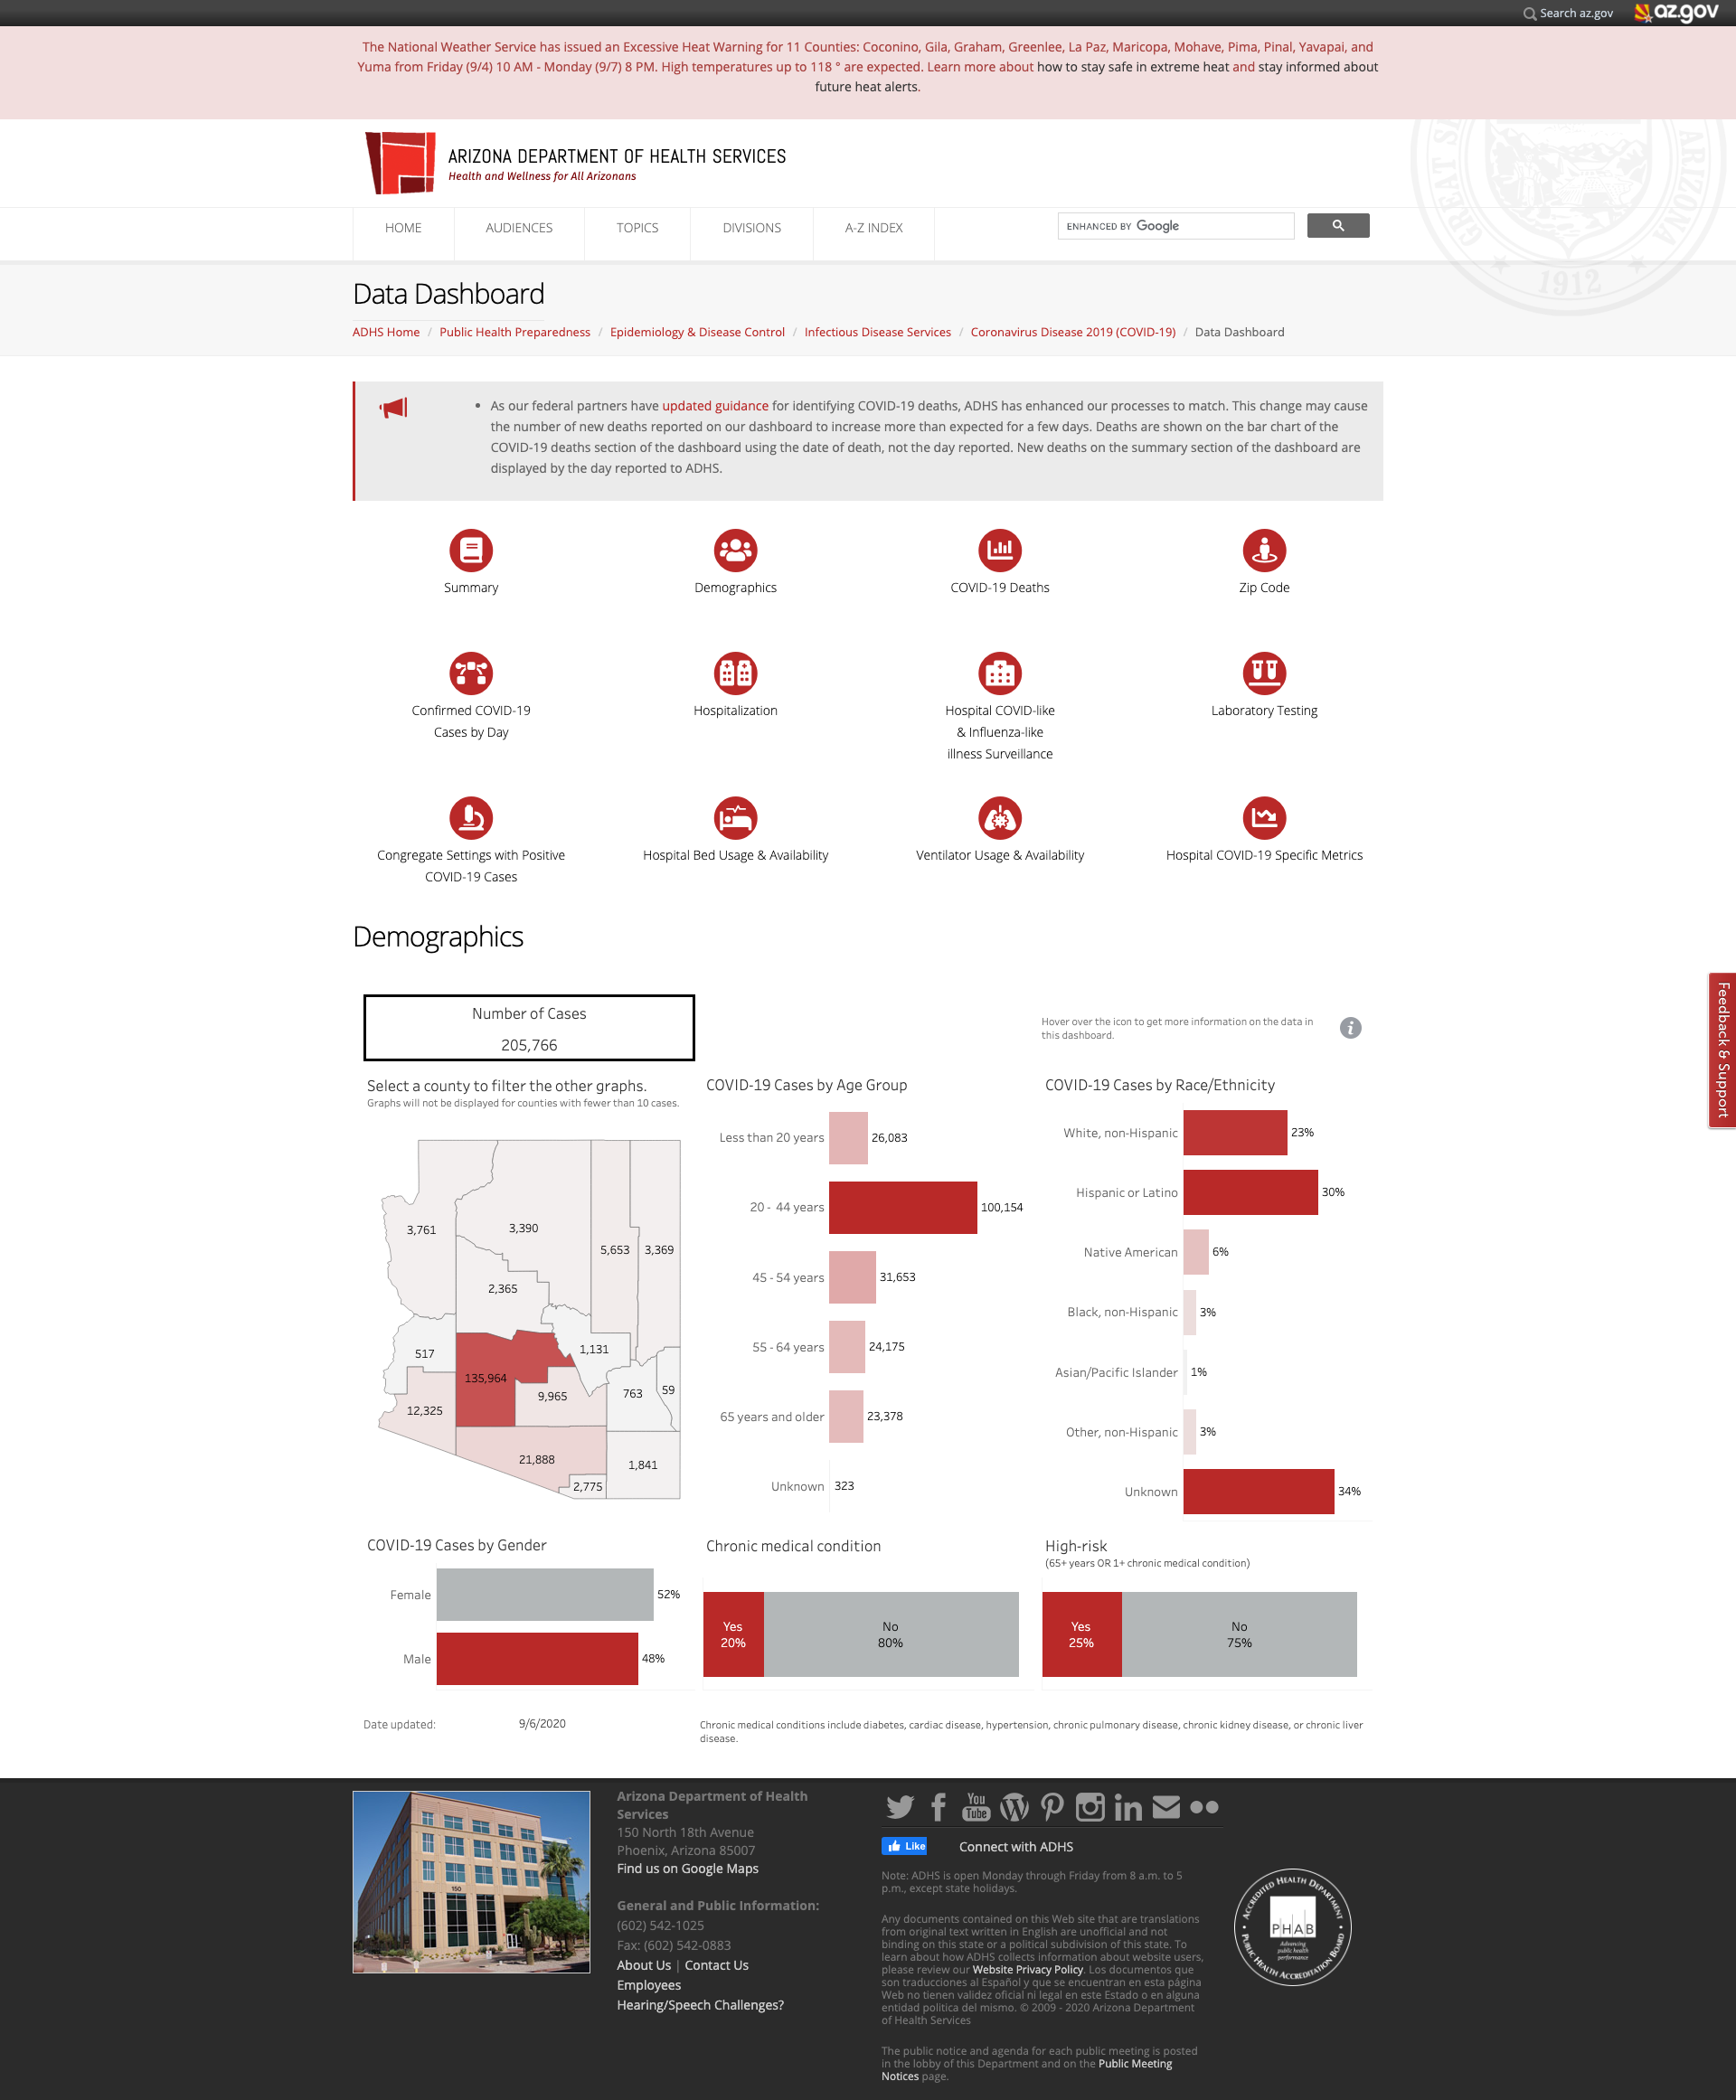 Search az.gov
az.gov
The National Weather Service has issued an Excessive Heat Warning for 11 Counties: Coconino, Gila, Graham, Greenlee, La Paz, Maricopa, Mohave, Pima, Pinal, Yavapai, and
Yuma from Friday (9/4) 10 AM - Monday (9/7) 8 PM. High temperatures up to 118 ° are expected. Learn more about how to stay safe in extreme heat and stay informed about
future heat alerts.
ARIZONA DEPARTMENT OF HEALTH SERVICES
Health and Wellness for All Arizonans
GREAT
ARIZONA
1912
HOME
AUDIENCES
TOPICS
DIVISIONS
A-Z INDEX
ENHANCED BY Google
Data Dashboard
ADHS Home / Public Health Preparedness / Epidemiology & Disease Control / Infectious Disease Services / Coronavirus Disease 2019 (COVID-19) / Data Dashboard
• As our federal partners have updated guidance for identifying COVID-19 deaths, ADHS has enhanced our processes to match. This change may cause
the number of new deaths reported on our dashboard to increase more than expected for a few days. Deaths are shown on the bar chart of the
COVID-19 deaths section of the dashboard using the date of death, not the day reported. New deaths on the summary section of the dashboard are
displayed by the day reported to ADHS.
Summary
Demographics
COVID-19 Deaths
Zip Code
Confirmed COVID-19
Cases by Day
Hospitalization
Hospital COVID-like
& Influenza-like
illness Surveillance
Laboratory Testing
Congregate Settings with Positive
COVID-19 Cases
Hospital Bed Usage & Availability
Ventilator Usage & Availability
Hospital COVID-19 Specific Metrics
Demographics
Feedback & Support
Number of Cases
205,766
Hover over the icon to get more information on the data in
this dashboard.
i
Select a county to filter the other graphs.
Graphs will not be displayed for counties with fewer than 10 cases.
3,761
3,390
5,653
3,369
2,365
517
1,131
135,964
9,965
763
59
12,325
21,888
1,841
2,775
COVID-19 Cases by Age Group
Less than 20 years 26,083
20 - 44 years 100,154
45 - 54 years 31,653
55 - 64 years 24,175
65 years and older 23,378
Unknown 323
COVID-19 Cases by Race/Ethnicity
White, non-Hispanic 23%
Hispanic or Latino 30%
Native American 6%
Black, non-Hispanic 3%
Asian/Pacific Islander 1%
Other, non-Hispanic 3%
Unknown 34%
COVID-19 Cases by Gender
Female 52%
Male 48%
Chronic medical condition
Yes
20%
No
80%
High-risk
(65+ years OR 1+ chronic medical condition)
Yes
25%
No
75%
Date updated: 9/6/2020
Chronic medical conditions include diabetes, cardiac disease, hypertension, chronic pulmonary disease, chronic kidney disease, or chronic liver
disease.
150
Arizona Department of Health
Services
150 North 18th Avenue
Phoenix, Arizona 85007
Find us on Google Maps
General and Public Information:
(602) 542-1025
Fax: (602) 542-0883
About Us | Contact Us
Employees
Hearing/Speech Challenges?
You
Tube
Like
Connect with ADHS
Note: ADHS is open Monday through Friday from 8 a.m. to 5
p.m., except state holidays.
Any documents contained on this Web site that are translations
from original text written in English are unofficial and not
binding on this state or a political subdivision of this state. To
learn about how ADHS collects information about website users,
please review our Website Privacy Policy. Los documentos que
son traducciones al Español y que se encuentran en esta página
Web no tienen validez oficial ni legal en este Estado o en alguna
entidad politica del mismo. © 2009 - 2020 Arizona Department
of Health Services
The public notice and agenda for each public meeting is posted
in the lobby of this Department and on the Public Meeting
Notices page.
ACCREDITED HEALTH DEPARTMENT
PHAB
Advancing
public health
performance
PUBLIC HEALTH ACCREDITATION BOARD